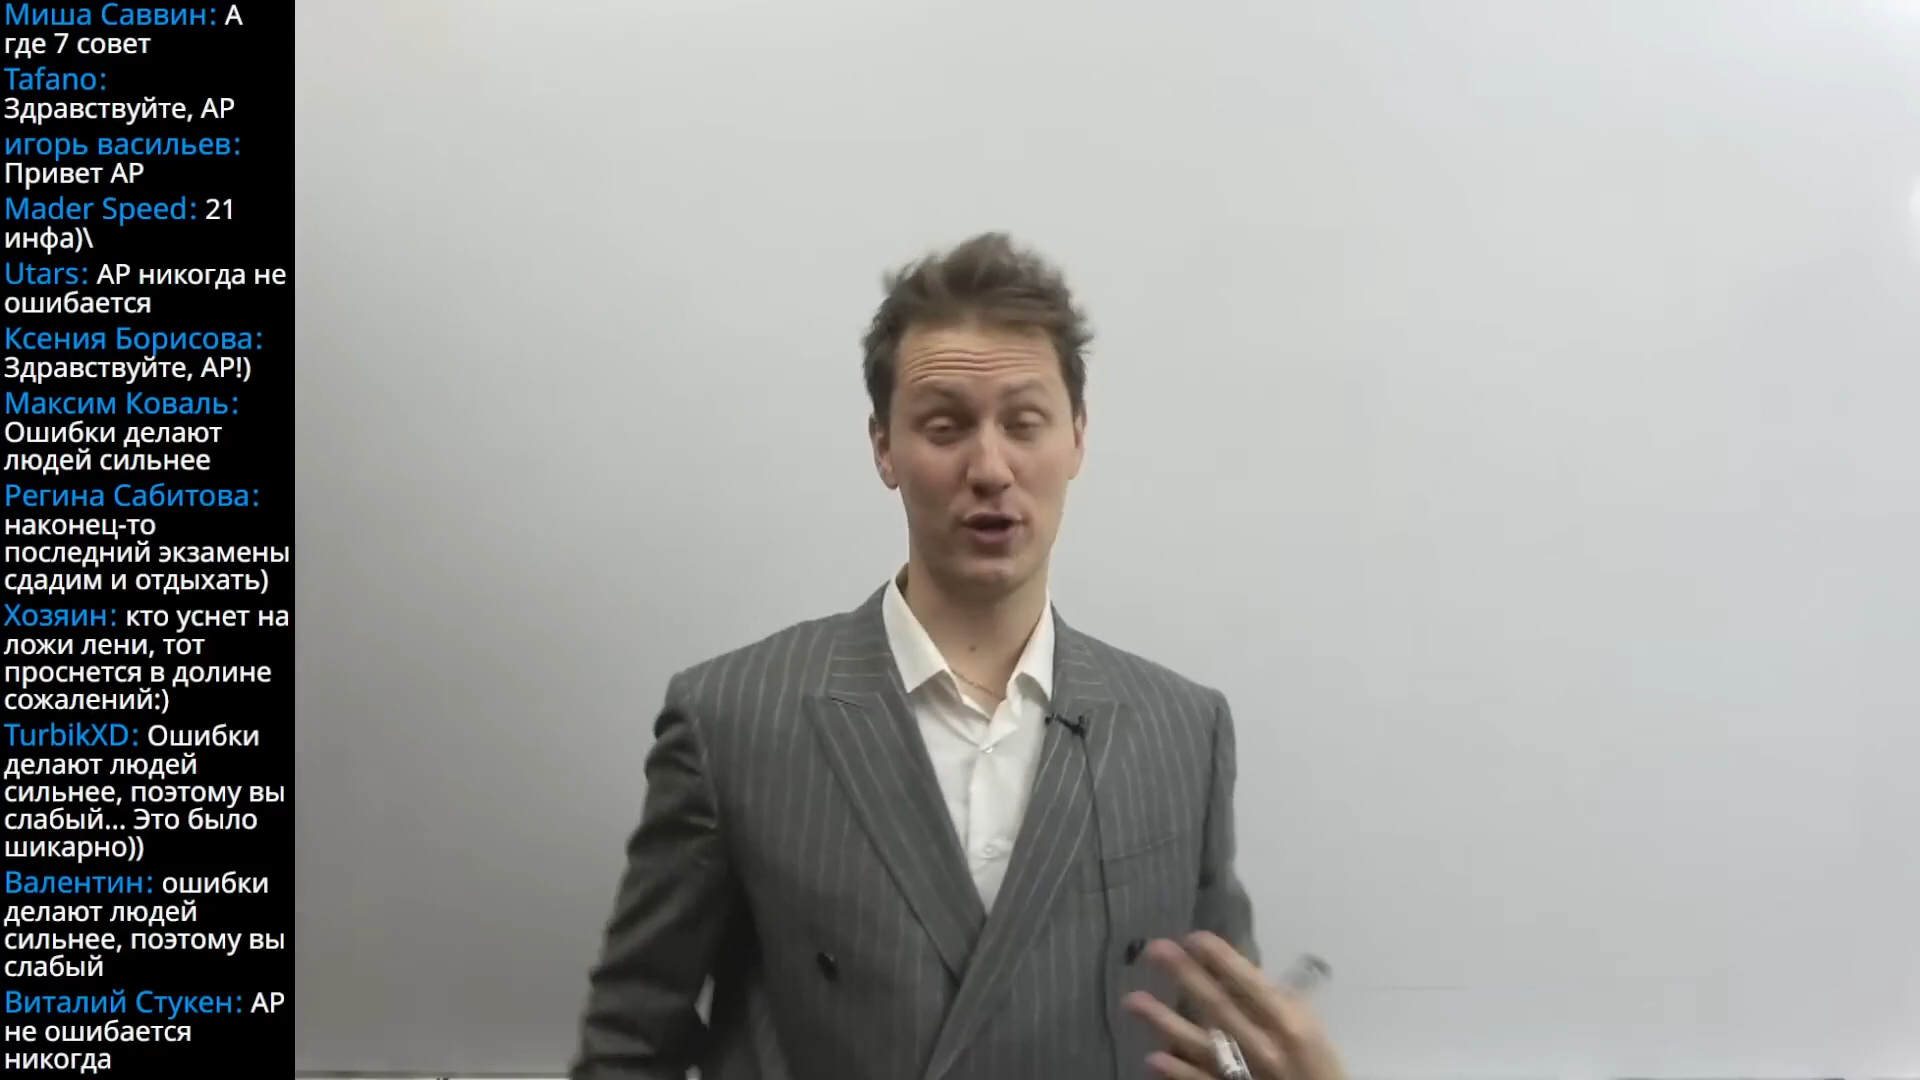 Миша Саввин: А
где 7 совет
Tafano:
Здравствуйте, АР
игорь васильев:
Привет АР
Mader Speed: 21
инфа)\
Utars: АР никогда не
ошибается
Ксения Борисова:
Здравствуйте, АР!)
Максим Коваль:
Ошибки делают
людей сильнее
Регина Сабитова:
наконец-то
последний экзамены
сдадим и отдыхать)
Хозяин: кто уснет на
ложи лени, тот
проснется в долине
сожалений:)
TurbikXD: Ошибки
делают людей
сильнее, поэтому вы
слабый... Это было
шикарно))
Валентин: ошибки
делают людей
сильнее, поэтому вы
слабый
Виталий Стукен: АР
не ошибается
никогда